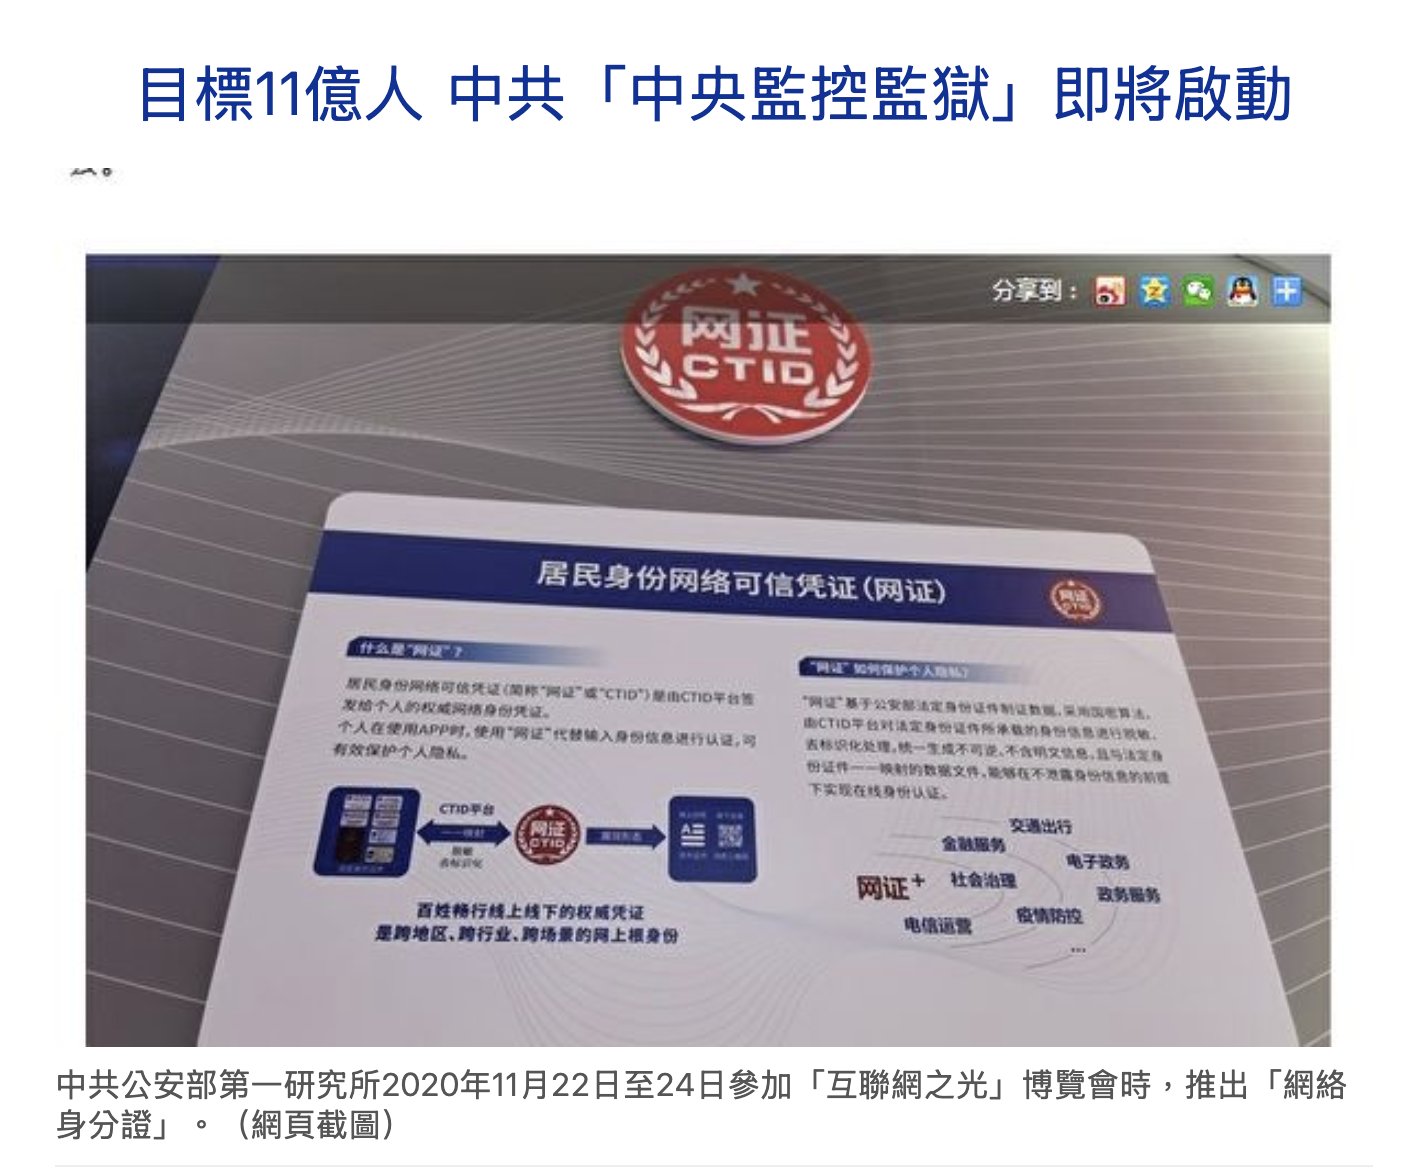 目標11億人 中共「中央監控監獄」即將啟動
分享到：
网证
CTID
居民身份网络可信凭证(网证)
网证
CTID
什么是"网证"？
居民身份网络可信凭证(简称"网证"或"CTID")是由CTID平台签
发给个人的权威网络身份凭证。
个人在使用APP时,使用"网证"代替输入身份信息进行认证,可
有效保护个人隐私。
CTID平台
一一映射
脱敏
去标识化
网证
CTID
百姓畅行线上线下的权威凭证
是跨地区、跨行业、跨场景的网上根身份
"网证"如何保护个人隐私?
"网证"基于公安部法定身份证件制证数据,采用国密算法,
由CTID平台对法定身份证件所承载的身份信息进行脱敏、
去标识化处理,统一生成不可逆、不含明文信息,且与法定身
份证件一一映射的数据文件,能够在不泄露身份信息的前提
下实现在线身份认证。
交通出行
金融服务
电子政务
网证+
社会治理
政务服务
疫情防控
电信运营
...
中共公安部第一研究所2020年11月22日至24日參加「互聯網之光」博覽會時，推出「網絡
身分證」。（網頁截圖）